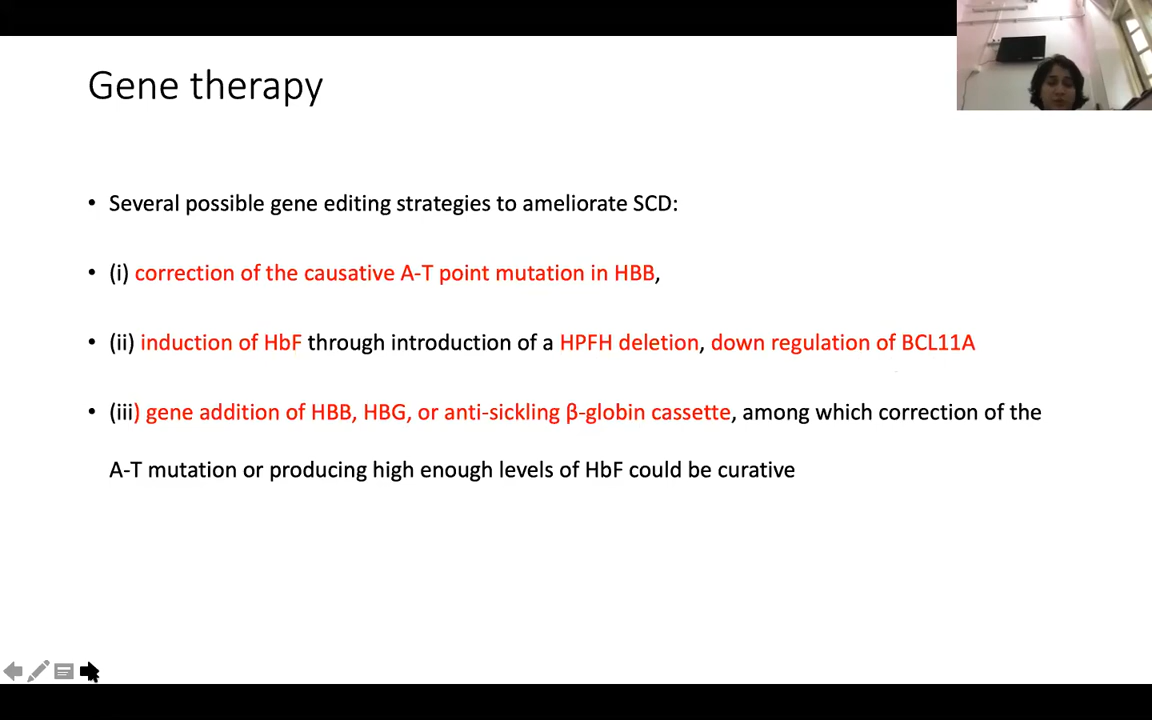 Gene therapy
• Several possible gene editing strategies to ameliorate SCD:
• (i) correction of the causative A-T point mutation in HBB,
• (ii) induction of HbF through introduction of a HPFH deletion, down regulation of BCL11A
• (iii) gene addition of HBB, HBG, or anti-sickling β-globin cassette, among which correction of the
A-T mutation or producing high enough levels of HbF could be curative